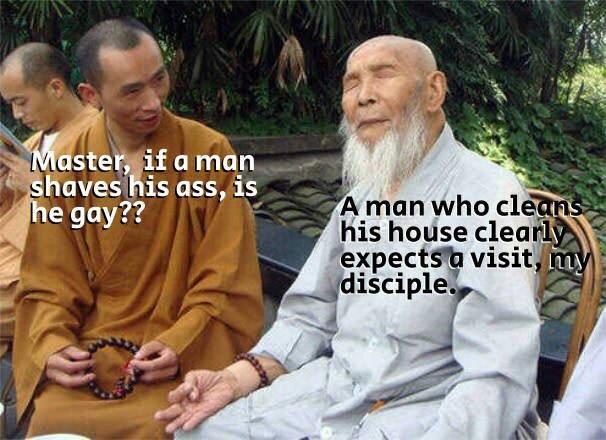 Master, if a man
shaves his ass, is
he gay??
A man who cleans
his house clearly
expects a visit, my
disciple.